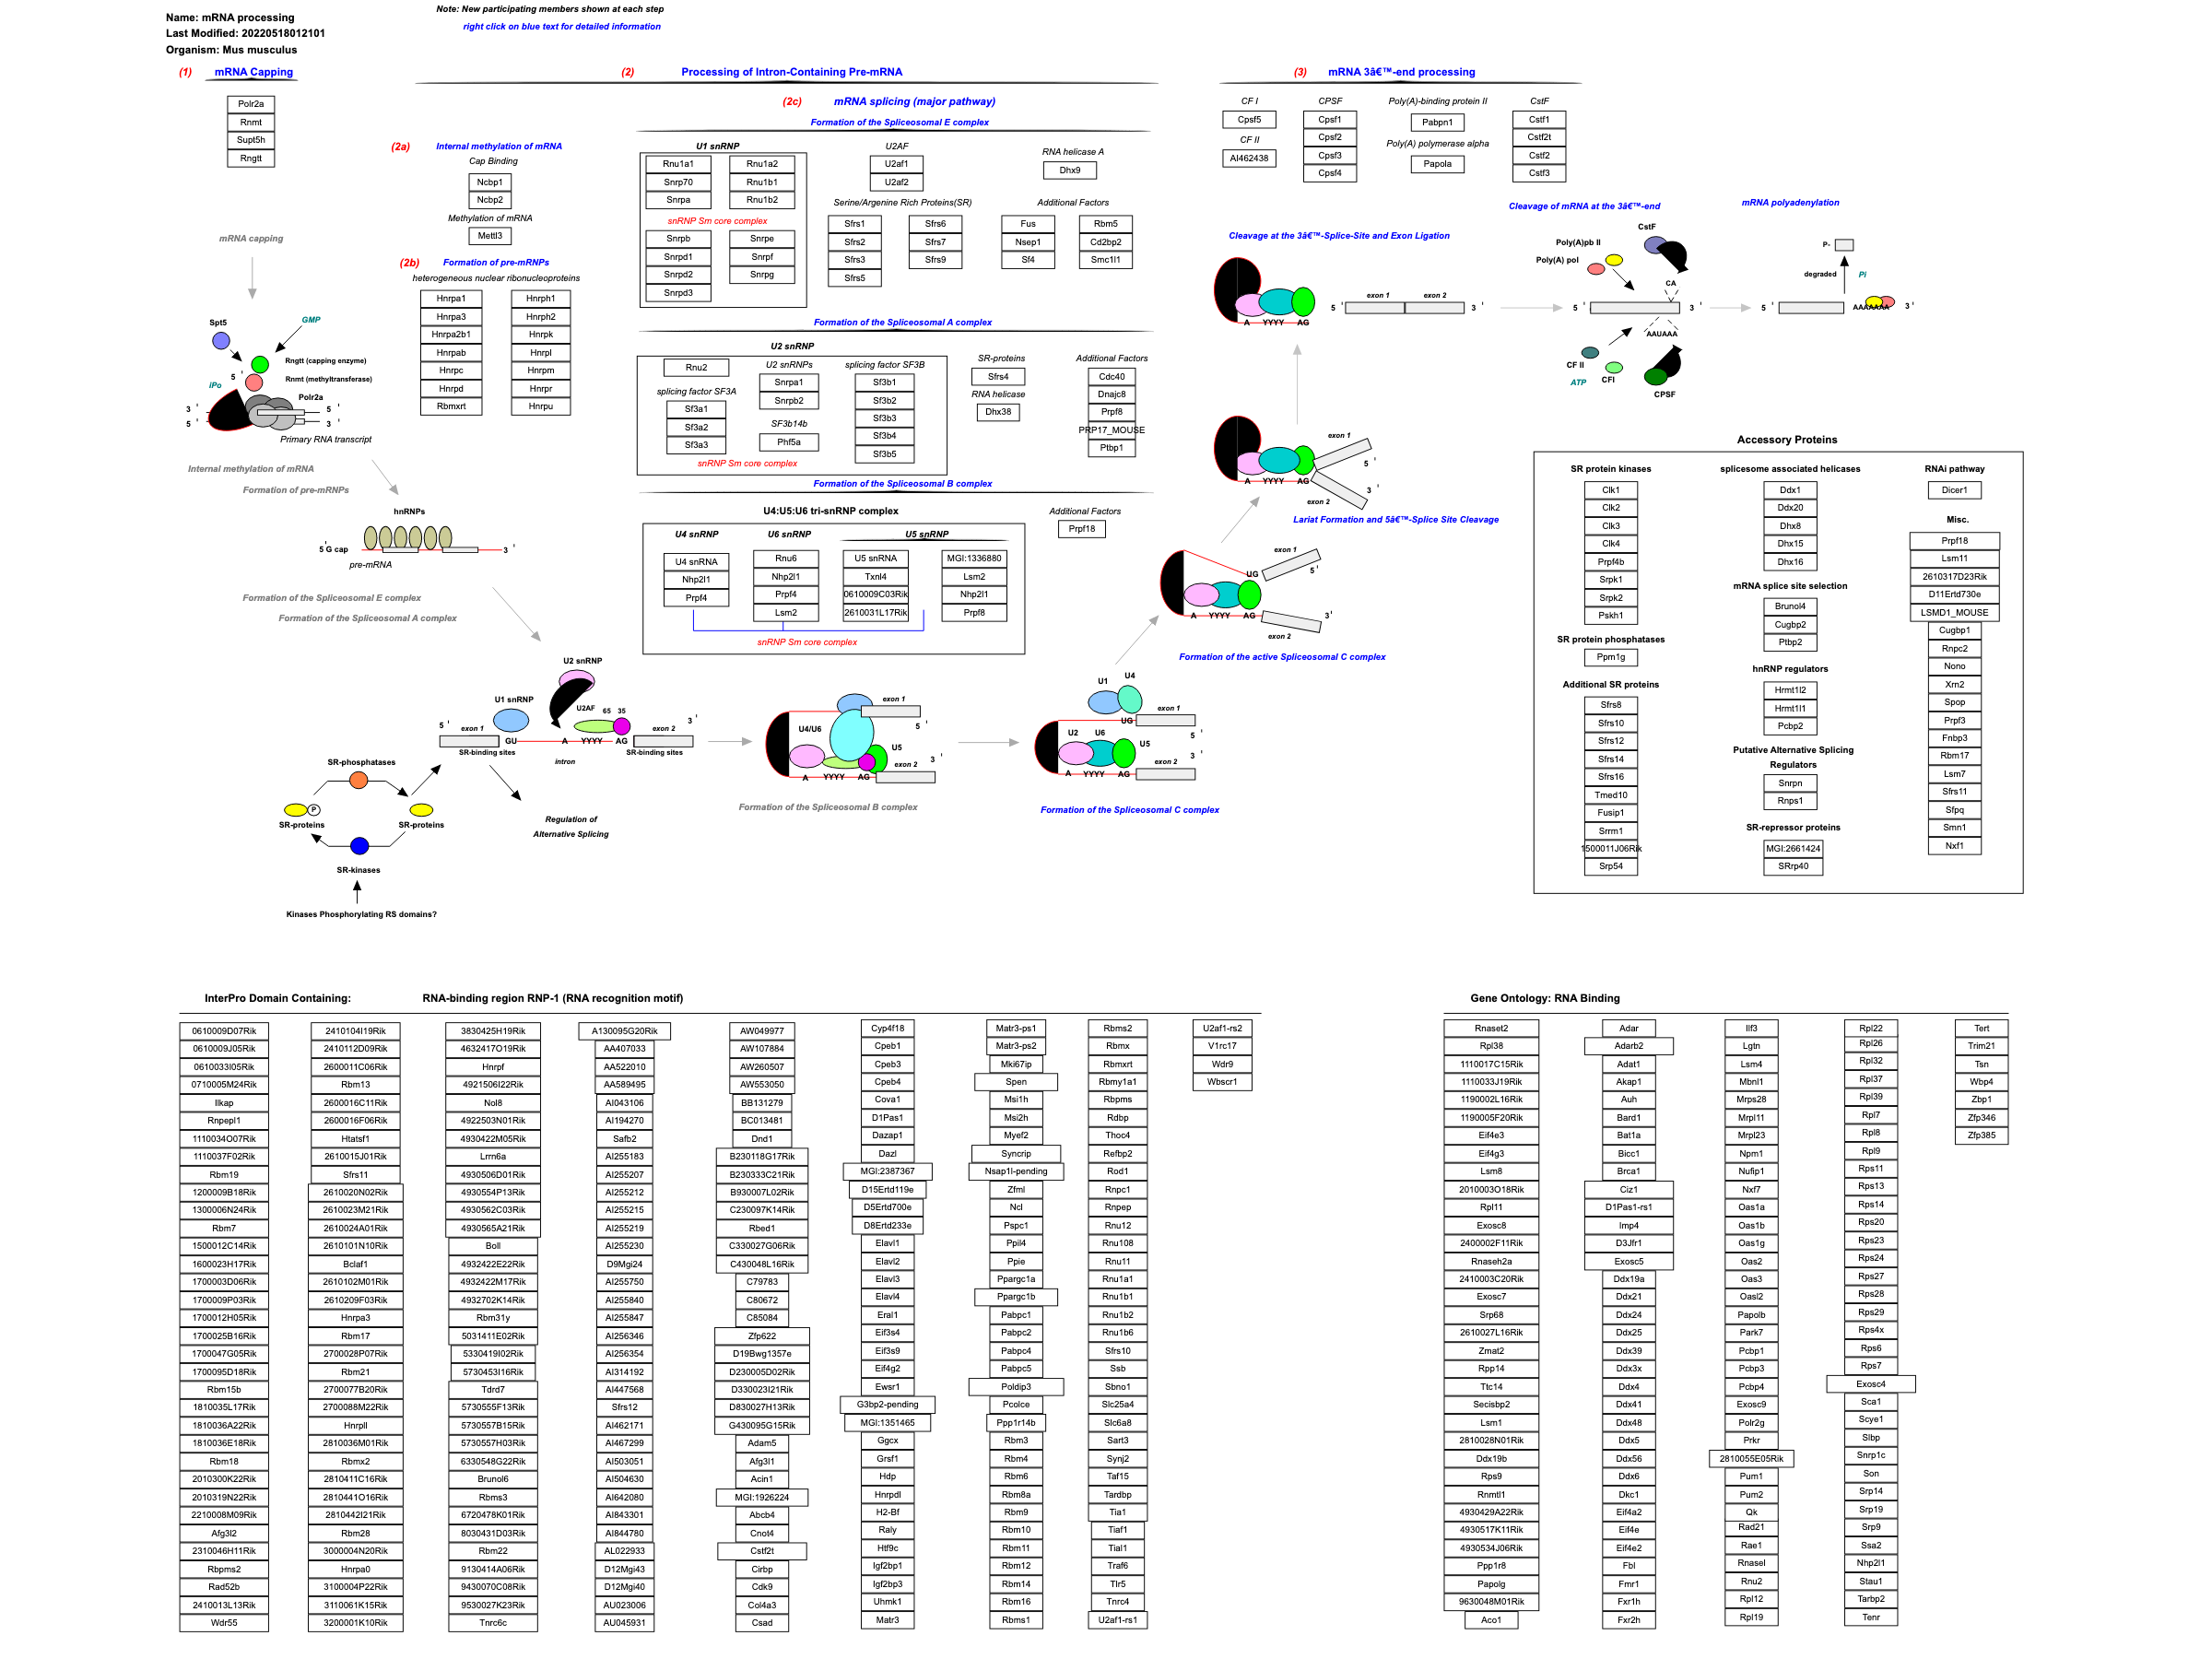 Name: mRNA processing
Last Modified: 20220518012101
Organism: Mus musculus
Note: New participating members shown at each step
right click on blue text for detailed information
(1) mRNA Capping
Polr2a
Rnmt
Supt5h
Rngtt
(2) Processing of Intron-Containing Pre-mRNA
(2a) Internal methylation of mRNA
Cap Binding
Ncbp1
Ncbp2
Methylation of mRNA
Mettl3
(2b) Formation of pre-mRNPs
heterogeneous nuclear ribonucleoproteins
Hnrpa1
Hnrpa3
Hnrpa2b1
Hnrpab
Hnrpc
Hnrpd
Rbmxrt
Hnrph1
Hnrph2
Hnrpk
Hnrpl
Hnrpm
Hnrpr
Hnrpu
(2c) mRNA splicing (major pathway)
Formation of the Spliceosomal E complex
U1 snRNP
Rnu1a1
Snrp70
Snrpa
Rnu1a2
Rnu1b1
Rnu1b2
snRNP Sm core complex
Snrpb
Snrpd1
Snrpd2
Snrpd3
Snrpe
Snrpf
Snrpg
U2AF
U2af1
U2af2
RNA helicase A
Dhx9
Serine/Argenine Rich Proteins(SR)
Sfrs1
Sfrs2
Sfrs3
Sfrs5
Sfrs6
Sfrs7
Sfrs9
Additional Factors
Fus
Nsep1
Sf4
Rbm5
Cd2bp2
Smc1l1
Formation of the Spliceosomal A complex
U2 snRNP
Rnu2
splicing factor SF3A
Sf3a1
Sf3a2
Sf3a3
U2 snRNPs
Snrpa1
Snrpb2
SF3b14b
Phf5a
splicing factor SF3B
Sf3b1
Sf3b2
Sf3b3
Sf3b4
Sf3b5
snRNP Sm core complex
SR-proteins
Sfrs4
RNA helicase
Dhx38
Additional Factors
Cdc40
Dnajc8
Prpf8
PRP17_MOUSE
Ptbp1
Formation of the Spliceosomal B complex
U4:U5:U6 tri-snRNP complex
U4 snRNP
U4 snRNA
Nhp2l1
Prpf4
U6 snRNP
Rnu6
Nhp2l1
Prpf4
Lsm2
U5 snRNP
U5 snRNA
Txnl4
0610009C03Rik
2610031L17Rik
MGI:1336880
Lsm2
Nhp2l1
Prpf8
snRNP Sm core complex
Additional Factors
Prpf18
(3) mRNA 3â€™-end processing
CF I
Cpsf5
CF II
AI462438
CPSF
Cpsf1
Cpsf2
Cpsf3
Cpsf4
Poly(A)-binding protein II
Pabpn1
Poly(A) polymerase alpha
Papola
CstF
Cstf1
Cstf2t
Cstf2
Cstf3
mRNA capping
Spt5
GMP
Rngtt (capping enzyme)
5 '
Rnmt (methyltransferase)
iPo
Polr2a
3 ' 5 '
5 ' 3 '
Primary RNA transcript
Internal methylation of mRNA
Formation of pre-mRNPs
hnRNPs
5 ' G cap 3 '
pre-mRNA
Formation of the Spliceosomal E complex
Formation of the Spliceosomal A complex
U2 snRNP
U1 snRNP
U2AF 65 35
5 ' exon 1 GU A YYYY AG exon 2 3 '
SR-binding sites
intron
SR-binding sites
SR-phosphatases
P
SR-proteins
SR-proteins
SR-kinases
Kinases Phosphorylating RS domains?
Regulation of
Alternative Splicing
exon 1
U4/U6
5 '
U5
exon 2
3 '
A YYYY AG
Formation of the Spliceosomal B complex
U1 U4
UG exon 1
5 '
U2 U6 U5
3 '
exon 2
A YYYY AG
Formation of the Spliceosomal C complex
exon 1
UG
5 '
A YYYY AG
3 '
exon 2
Formation of the active Spliceosomal C complex
exon 1
5 '
A YYYY AG
3 '
exon 2
Lariat Formation and 5â€™-Splice Site Cleavage
Cleavage at the 3â€™-Splice-Site and Exon Ligation
A YYYY AG
5 ' exon 1 exon 2 3 '
Cleavage of mRNA at the 3â€™-end
CstF
Poly(A)pb II
Poly(A) pol
CA
5 ' 3 '
AAUAAA
CF II
ATP
CFI
CPSF
mRNA polyadenylation
P-
degraded
PI
5 ' AAAAAAA 3 '
Accessory Proteins
SR protein kinases
Clk1
Clk2
Clk3
Clk4
Prpf4b
Srpk1
Srpk2
Pskh1
SR protein phosphatases
Ppm1g
Additional SR proteins
Sfrs8
Sfrs10
Sfrs12
Sfrs14
Sfrs16
Tmed10
Fusip1
Srrm1
1500011J06Rik
Srp54
splicesome associated helicases
Ddx1
Ddx20
Dhx8
Dhx15
Dhx16
mRNA splice site selection
Brunol4
Cugbp2
Ptbp2
hnRNP regulators
Hrmt1l2
Hrmt1l1
Pcbp2
Putative Alternative Splicing
Regulators
Snrpn
Rnps1
SR-repressor proteins
MGI:2661424
SRrp40
RNAi pathway
Dicer1
Misc.
Prpf18
Lsm11
2610317D23Rik
D11Ertd730e
LSMD1_MOUSE
Cugbp1
Rnpc2
Nono
Xrn2
Spop
Prpf3
Fnbp3
Rbm17
Lsm7
Sfrs11
Sfpq
Smn1
Nxf1
InterPro Domain Containing: RNA-binding region RNP-1 (RNA recognition motif)
0610009D07Rik
0610009J05Rik
0610033I05Rik
0710005M24Rik
Ilkap
Rnpepl1
1110034O07Rik
1110037F02Rik
Rbm19
1200009B18Rik
1300006N24Rik
Rbm7
1500012C14Rik
1600023H17Rik
1700003D06Rik
1700009P03Rik
1700012H05Rik
1700025B16Rik
1700047G05Rik
1700095D18Rik
Rbm15b
1810035L17Rik
1810036A22Rik
1810036E18Rik
Rbm18
2010300K22Rik
2010319N22Rik
2210008M09Rik
Afg3l2
2310046H11Rik
Rbpms2
Rad52b
2410013L13Rik
Wdr55
2410104I19Rik
2410112D09Rik
2600011C06Rik
Rbm13
2600016C11Rik
2600016F06Rik
Htatsf1
2610015J01Rik
Sfrs11
2610020N02Rik
2610023M21Rik
2610024A01Rik
2610101N10Rik
Bclaf1
2610102M01Rik
2610209F03Rik
Hnrpa3
Rbm17
2700028P07Rik
Rbm21
2700077B20Rik
2700088M22Rik
Hnrpll
2810036M01Rik
Rbmx2
2810411C16Rik
2810441O16Rik
2810442I21Rik
Rbm28
3000004N20Rik
Hnrpa0
3100004P22Rik
3110061K15Rik
3200001K10Rik
3830425H19Rik
4632417O19Rik
Hnrpf
4921506I22Rik
Nol8
4922503N01Rik
4930422M05Rik
Lrrn6a
4930506D01Rik
4930554P13Rik
4930562C03Rik
4930565A21Rik
Boll
4932422E22Rik
4932422M17Rik
4932702K14Rik
Rbm31y
5031411E02Rik
5330419I02Rik
5730453I16Rik
Tdrd7
5730555F13Rik
5730557B15Rik
5730557H03Rik
6330548G22Rik
Brunol6
Rbms3
6720478K01Rik
8030431D03Rik
Rbm22
9130414A06Rik
9430070C08Rik
9530027K23Rik
Tnrc6c
A130095G20Rik
AA407033
AA522010
AA589495
AI043106
AI194270
Safb2
AI255183
AI255207
AI255212
AI255215
AI255219
AI255230
D9Mgi24
AI255750
AI255840
AI255847
AI256346
AI256354
AI314192
AI447568
Sfrs12
AI462171
AI467299
AI503051
AI504630
AI642080
AI843301
AI844780
AL022933
D12Mgi43
D12Mgi40
AU023006
AU045931
AW049977
AW107884
AW260507
AW553050
BB131279
BC013481
Dnd1
B230118G17Rik
B230333C21Rik
B930007L02Rik
C230097K14Rik
Rbed1
C330027G06Rik
C430048L16Rik
C79783
C80672
C85084
Zfp622
D19Bwg1357e
D230005D02Rik
D330023I21Rik
D830027H13Rik
G430095G15Rik
Adam5
Afg3l1
Acin1
MGI:1926224
Abcb4
Cnot4
Cstf2t
Cirbp
Cdk9
Col4a3
Csad
Cyp4f18
Cpeb1
Cpeb3
Cpeb4
Cova1
D1Pas1
Dazap1
Dazl
MGI:2387367
D15Ertd119e
D5Ertd700e
D8Ertd233e
Elavl1
Elavl2
Elavl3
Elavl4
Eral1
Eif3s4
Eif3s9
Eif4g2
Ewsr1
G3bp2-pending
MGI:1351465
Ggcx
Grsf1
Hdp
Hnrpdl
H2-Bf
Raly
Htf9c
Igf2bp1
Igf2bp3
Uhmk1
Matr3
Matr3-ps1
Matr3-ps2
Mki67ip
Spen
Msi1h
Msi2h
Myef2
Syncrip
Nsap1l-pending
Zfml
Ncl
Pspc1
Ppil4
Ppie
Ppargc1a
Ppargc1b
Pabpc1
Pabpc2
Pabpc4
Pabpc5
Poldip3
Pcolce
Ppp1r14b
Rbm3
Rbm4
Rbm6
Rbm8a
Rbm9
Rbm10
Rbm11
Rbm12
Rbm14
Rbm16
Rbms1
Rbms2
Rbmx
Rbmxrt
Rbmy1a1
Rbpms
Rdbp
Thoc4
Refbp2
Rod1
Rnpc1
Rnpep
Rnu12
Rnu108
Rnu11
Rnu1a1
Rnu1b1
Rnu1b2
Rnu1b6
Sfrs10
Ssb
Sbno1
Slc25a4
Slc6a8
Sart3
Synj2
Taf15
Tardbp
Tia1
Tiaf1
Tial1
Traf6
Tlr5
Tnrc4
U2af1-rs1
U2af1-rs2
V1rc17
Wdr9
Wbscr1
Gene Ontology: RNA Binding
Rnaset2
Rpl38
1110017C15Rik
1110033J19Rik
1190002L16Rik
1190005F20Rik
Eif4e3
Eif4g3
Lsm8
2010003O18Rik
Rpl11
Exosc8
2400002F11Rik
Rnaseh2a
2410003C20Rik
Exosc7
Srp68
2610027L16Rik
Zmat2
Rpp14
Ttc14
Secisbp2
Lsm1
2810028N01Rik
Ddx19b
Rps9
Rnmtl1
4930429A22Rik
4930517K11Rik
4930534J06Rik
Ppp1r8
Papolg
9630048M01Rik
Aco1
Adar
Adarb2
Adat1
Akap1
Auh
Bard1
Bat1a
Bicc1
Brca1
Ciz1
D1Pas1-rs1
Imp4
D3Jfr1
Exosc5
Ddx19a
Ddx21
Ddx24
Ddx25
Ddx39
Ddx3x
Ddx4
Ddx41
Ddx48
Ddx5
Ddx56
Ddx6
Dkc1
Eif4a2
Eif4e
Eif4e2
Fbl
Fmr1
Fxr1h
Fxr2h
Ilf3
Lgtn
Lsm4
Mbnl1
Mrps28
Mrpl11
Mrpl23
Npm1
Nufip1
Nxf7
Oas1a
Oas1b
Oas1g
Oas2
Oas3
Oasl2
Papolb
Park7
Pcbp1
Pcbp3
Pcbp4
Exosc9
Polr2g
Prkr
2810055E05Rik
Pum1
Pum2
Qk
Rad21
Rae1
Rnasel
Rnu2
Rpl12
Rpl19
Rpl22
Rpl26
Rpl32
Rpl37
Rpl39
Rpl7
Rpl8
Rpl9
Rps11
Rps13
Rps14
Rps20
Rps23
Rps24
Rps27
Rps28
Rps29
Rps4x
Rps6
Rps7
Exosc4
Sca1
Scye1
Slbp
Snrp1c
Son
Srp14
Srp19
Srp9
Ssa2
Nhp2l1
Stau1
Tarbp2
Tenr
Tert
Trim21
Tsn
Wbp4
Zbp1
Zfp346
Zfp385